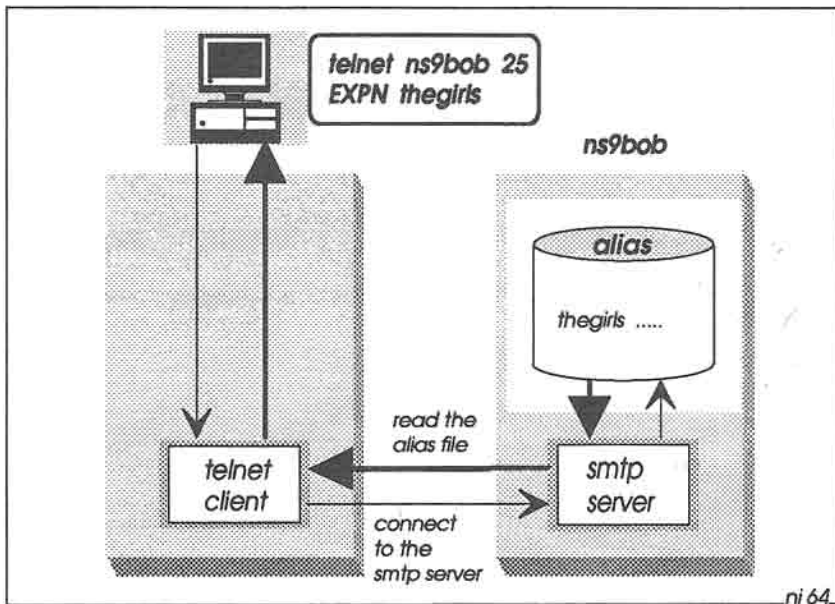 telnet ns9bob 25
EXPN thegirls
ns9bob
alias
thegirls .....
read the
alias file
telnet
client
smtp
server
connect
to the
smtp server
ni 64